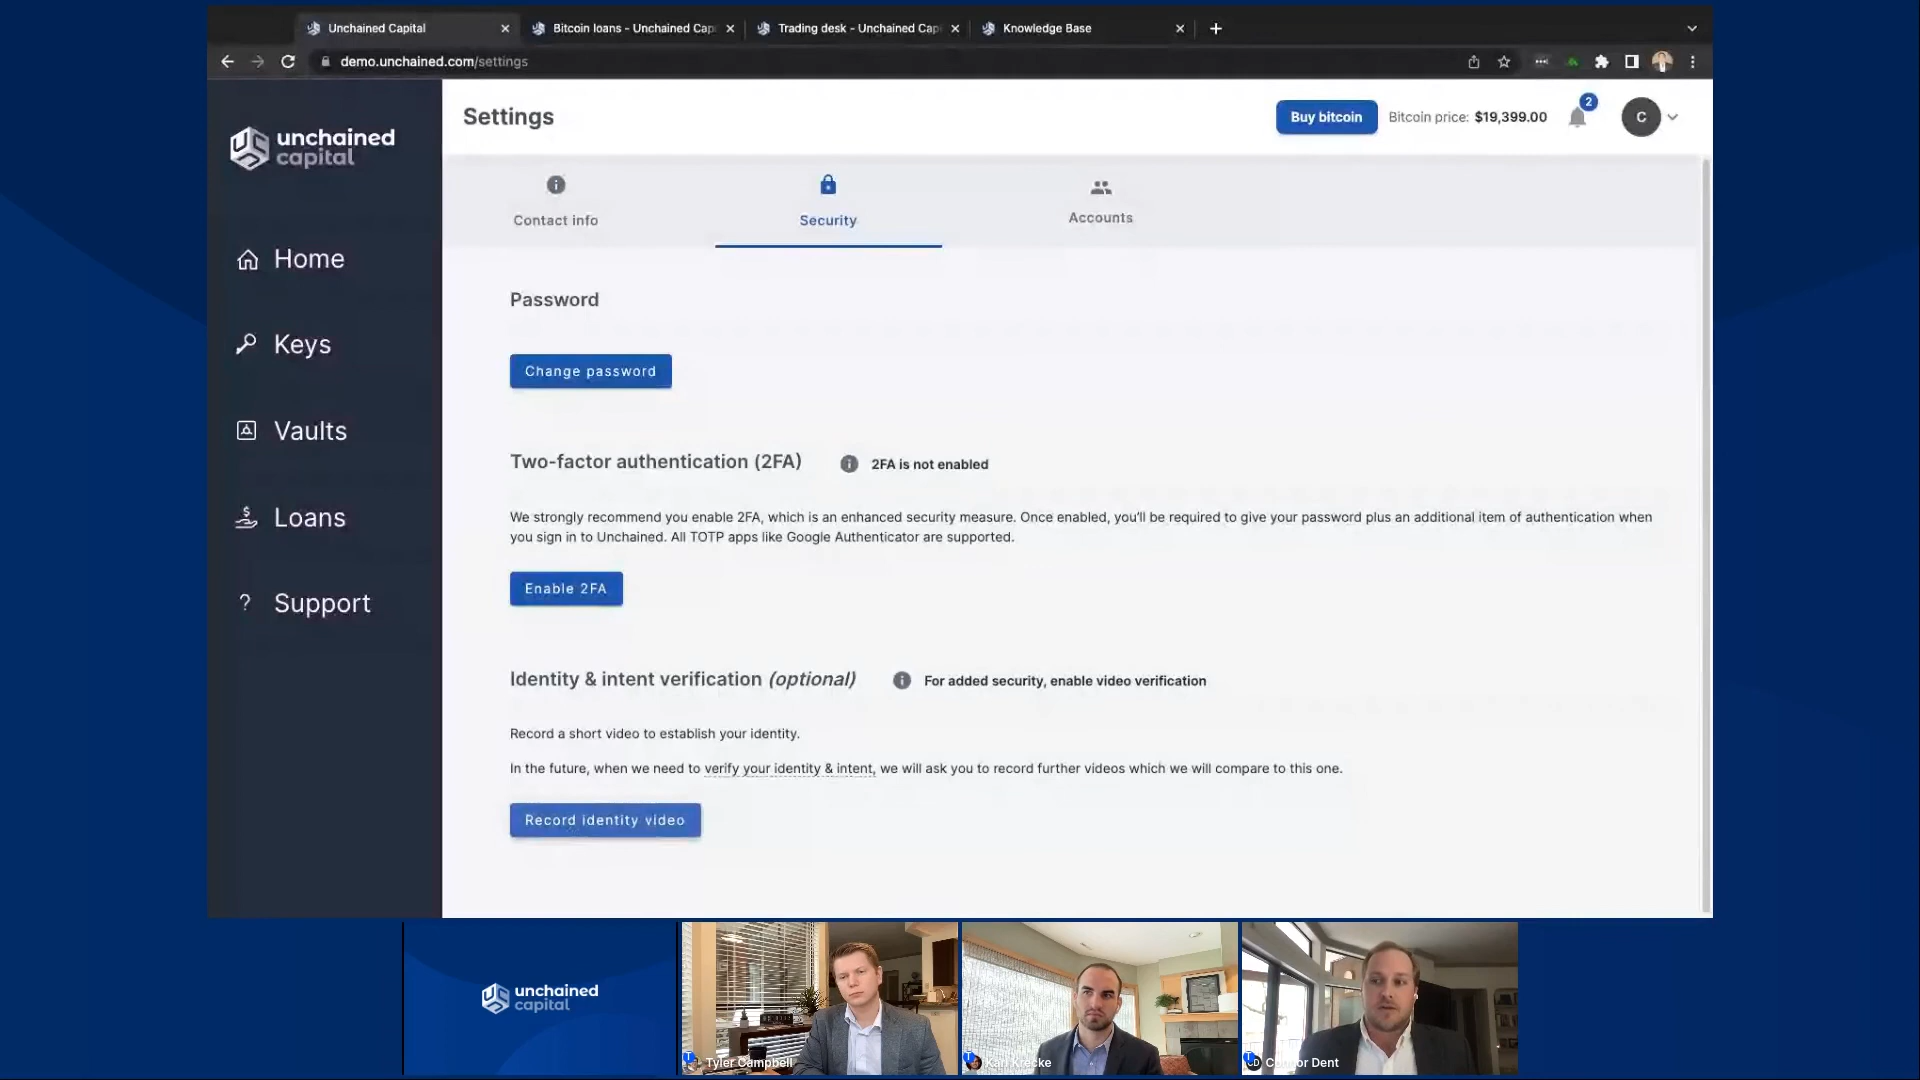 Unchained Capital
Bitcoin loans - Unchained Cap
Trading desk - Unchained Cap
Knowledge Base
demo.unchained.com/settings
unchained
capital
Settings
Buy bitcoin
Bitcoin price: $19,399.00
2
C
Contact info
Security
Accounts
Home
Keys
Vaults
Loans
Support
Password
Change password
Two-factor authentication (2FA)
2FA is not enabled
We strongly recommend you enable 2FA, which is an enhanced security measure. Once enabled, you'll be required to give your password plus an additional item of authentication when
you sign in to Unchained. All TOTP apps like Google Authenticator are supported.
Enable 2FA
Identity & intent verification (optional)
For added security, enable video verification
Record a short video to establish your identity.
In the future, when we need to verify your identity & intent, we will ask you to record further videos which we will compare to this one.
Record identity video
unchained
capital
Tyler Campbell
Connor Dent